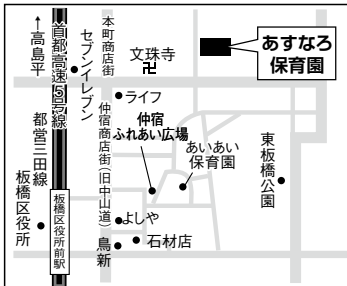 ↑高島平
首都高速5号線
セブンイレブン
本町商店街
文珠寺
卍
あすなろ
保育園
ライフ
仲宿
ふれあい広場
あいあい
保育園
仲宿商店街(旧中山道)
都営三田線
板橋区役所
板橋区役所前駅
東板橋公園
よしや
鳥新
石材店